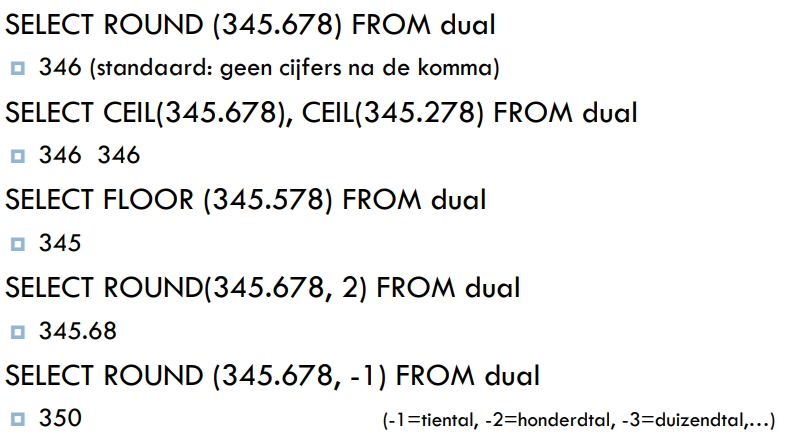 SELECT ROUND (345.678) FROM dual
346 (standaard: geen cijfers na de komma)
SELECT CEIL(345.678), CEIL(345.278) FROM dual
346 346
SELECT FLOOR (345.578) FROM dual
345
SELECT ROUND(345.678, 2) FROM dual
345.68
SELECT ROUND (345.678, -1) FROM dual
350 (-1=tiental, -2=honderdtal, -3=duizendtal,...)